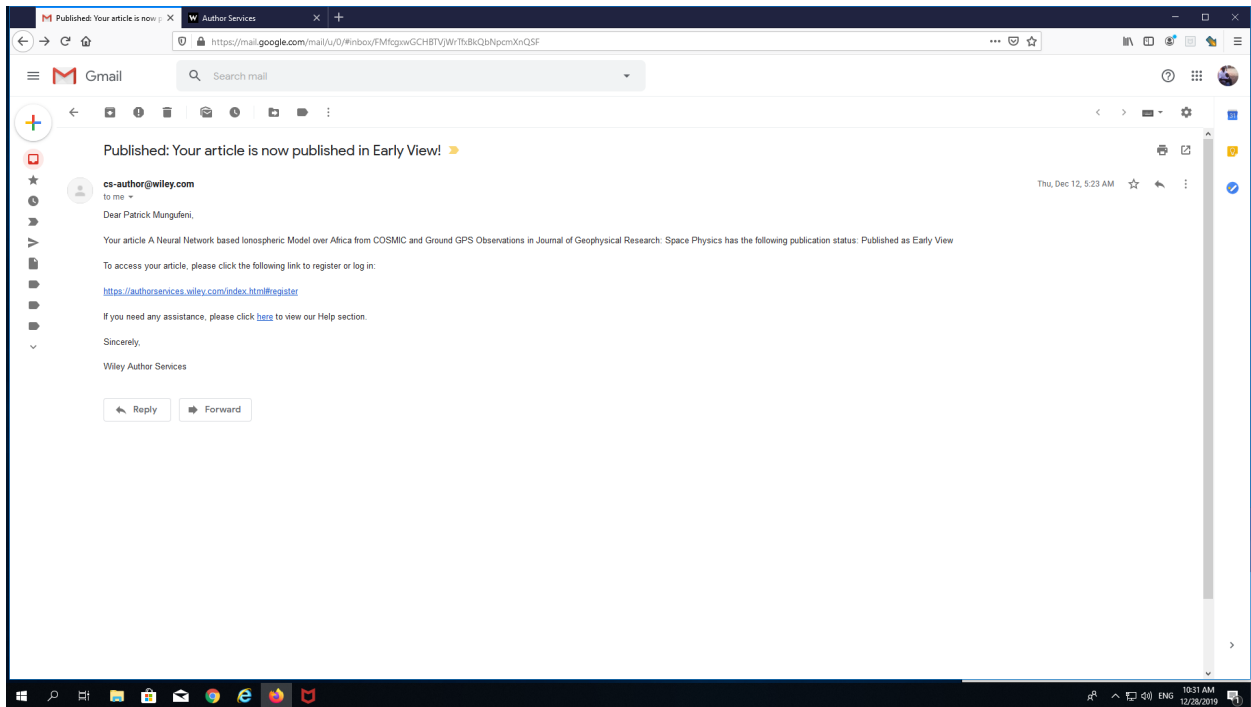 Published: Your article is now p
Author Services
https://mail.google.com/mail/u/0/#inbox/FMfcgxwGCHBTVjWrTfxBkQbNpcmXnQSF
Gmail
Search mail
Published: Your article is now published in Early View!
cs-author@wiley.com
Thu, Dec 12, 5:23 AM
to me
Dear Patrick Mungufeni,
Your article A Neural Network based Ionospheric Model over Africa from COSMIC and Ground GPS Observations in Journal of Geophysical Research: Space Physics has the following publication status: Published as Early View
To access your article, please click the following link to register or log in:
https://authorservices.wiley.com/index.html#register
If you need any assistance, please click here to view our Help section.
Sincerely,
Wiley Author Services
Reply
Forward
ENG
10:31 AM
12/28/2019